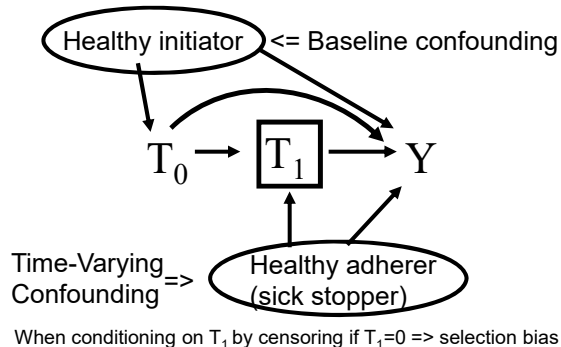 Healthy initiator <= Baseline confounding
T₀ T₁ Y
Time-Varying
Confounding=>
Healthy adherer
(sick stopper)
When conditioning on T₁ by censoring if T₁=0 => selection bias